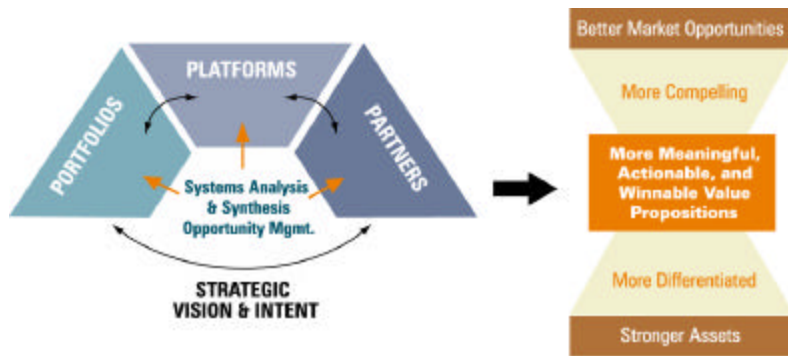 PORTFOLIOS
PLATFORMS
PARTNERS
Systems Analysis
& Synthesis
Opportunity Mgmt.
STRATEGIC
VISION & INTENT
Better Market Opportunities
More Compelling
More Meaningful,
Actionable, and
Winnable Value
Propositions
More Differentiated
Stronger Assets